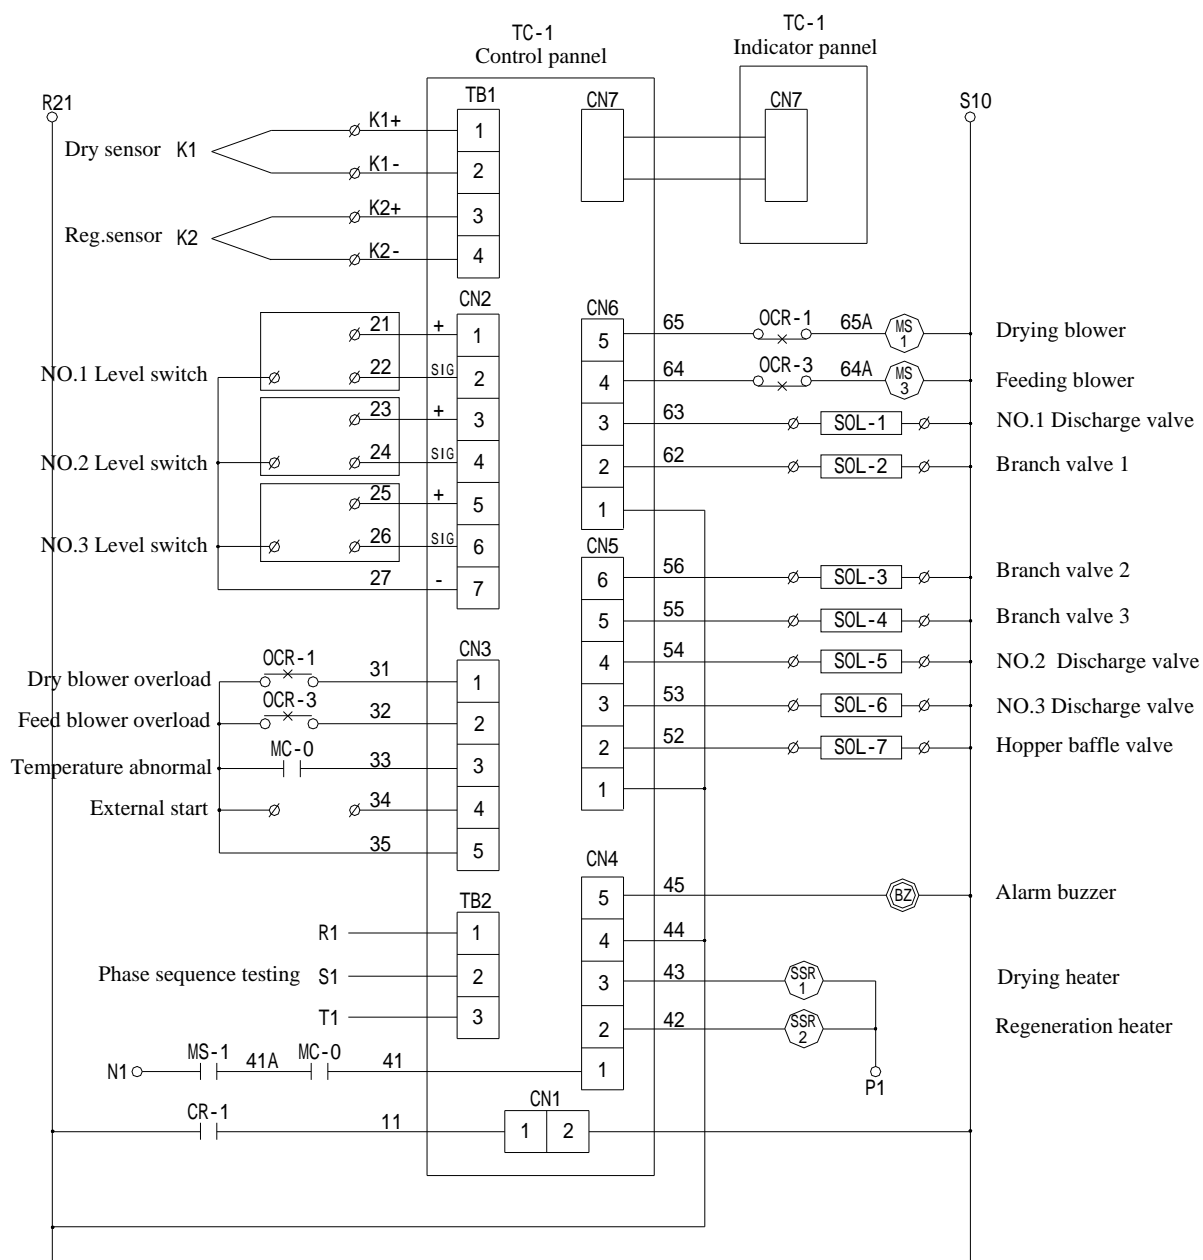 TC-1
Control pannel
TC-1
Indicator pannel
R21
TB1
CN7
CN7
S10
Dry sensor K1
K1+
1
K1-
2
Reg.sensor K2
K2+
3
K2-
4
CN2
CN6
21 + 1
NO.1 Level switch
22 SIG 2
23 + 3
NO.2 Level switch
24 SIG 4
25 + 5
NO.3 Level switch
26 SIG 6
27 - 7
5 65 OCR-1 65A MS 1 Drying blower
4 64 OCR-3 64A MS 3 Feeding blower
3 63 SOL-1 NO.1 Discharge valve
2 62 SOL-2 Branch valve 1
1
CN5
6 56 SOL-3 Branch valve 2
5 55 SOL-4 Branch valve 3
4 54 SOL-5 NO.2 Discharge valve
3 53 SOL-6 NO.3 Discharge valve
2 52 SOL-7 Hopper baffle valve
1
CN3
Dry blower overload OCR-1 31 1
Feed blower overload OCR-3 32 2
Temperature abnormal MC-0 33 3
External start 34 4
35 5
CN4
5 45 BZ Alarm buzzer
4 44
3 43 SSR 1 Drying heater
2 42 SSR 2 Regeneration heater
1
P1
TB2
R1 1
Phase sequence testing S1 2
T1 3
N1 MS-1 41A MC-0 41
CN1
CR-1 11 1 2